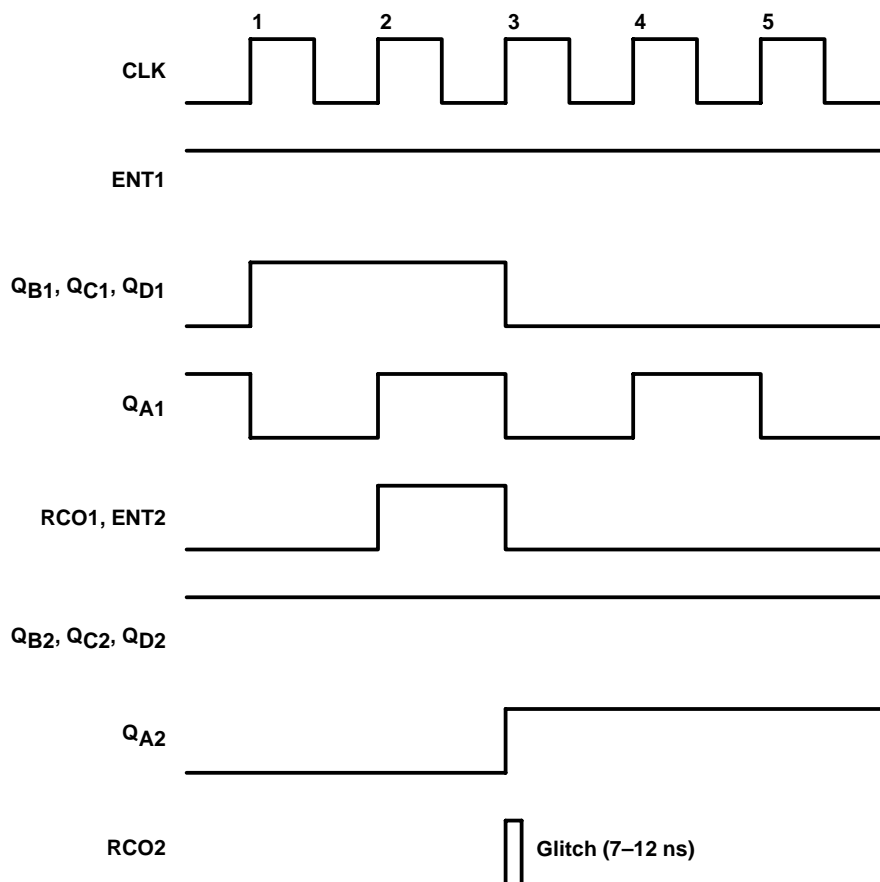 1 2 3 4 5
CLK
ENT1
QB1, QC1, QD1
QA1
RCO1, ENT2
QB2, QC2, QD2
QA2
RCO2 Glitch (7–12 ns)